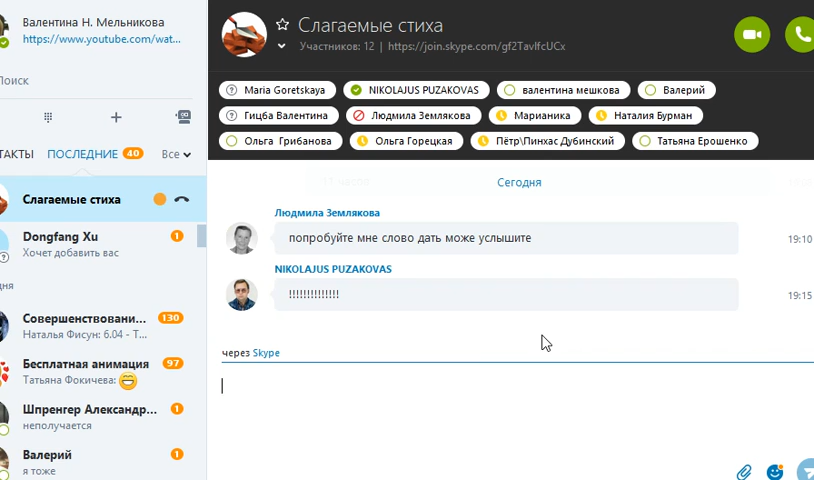 Валентина Н. Мельникова
https://www.youtube.com/wat...
Поиск
ТАКТЫ
ПОСЛЕДНИЕ 40
Все
Слагаемые стиха
Dongfang Xu
1
Хочет добавить вас
дня
Совершенствовани...
130
Наталья Фисун: 6.04 - Т...
Бесплатная анимация
97
Татьяна Фокичева:
Шпренгер Александр...
1
неполучается
Валерий
1
я тоже
Слагаемые стиха
Участников: 12 | https://join.skype.com/gf2TavlfcUCx
Maria Goretskaya
NIKOLAJUS PUZAKOVAS
валентина мешкова
Валерий
Гицба Валентина
Людмила Землякова
Марианика
Наталия Бурман
Ольга Грибанова
Ольга Горецкая
Пётр\Пинхас Дубинский
Татьяна Ерошенко
Сегодня
Людмила Землякова
попробуйте мне слово дать может услышите
19:10
NIKOLAJUS PUZAKOVAS
!!!!!!!!!!!!!!
19:15
через Skype